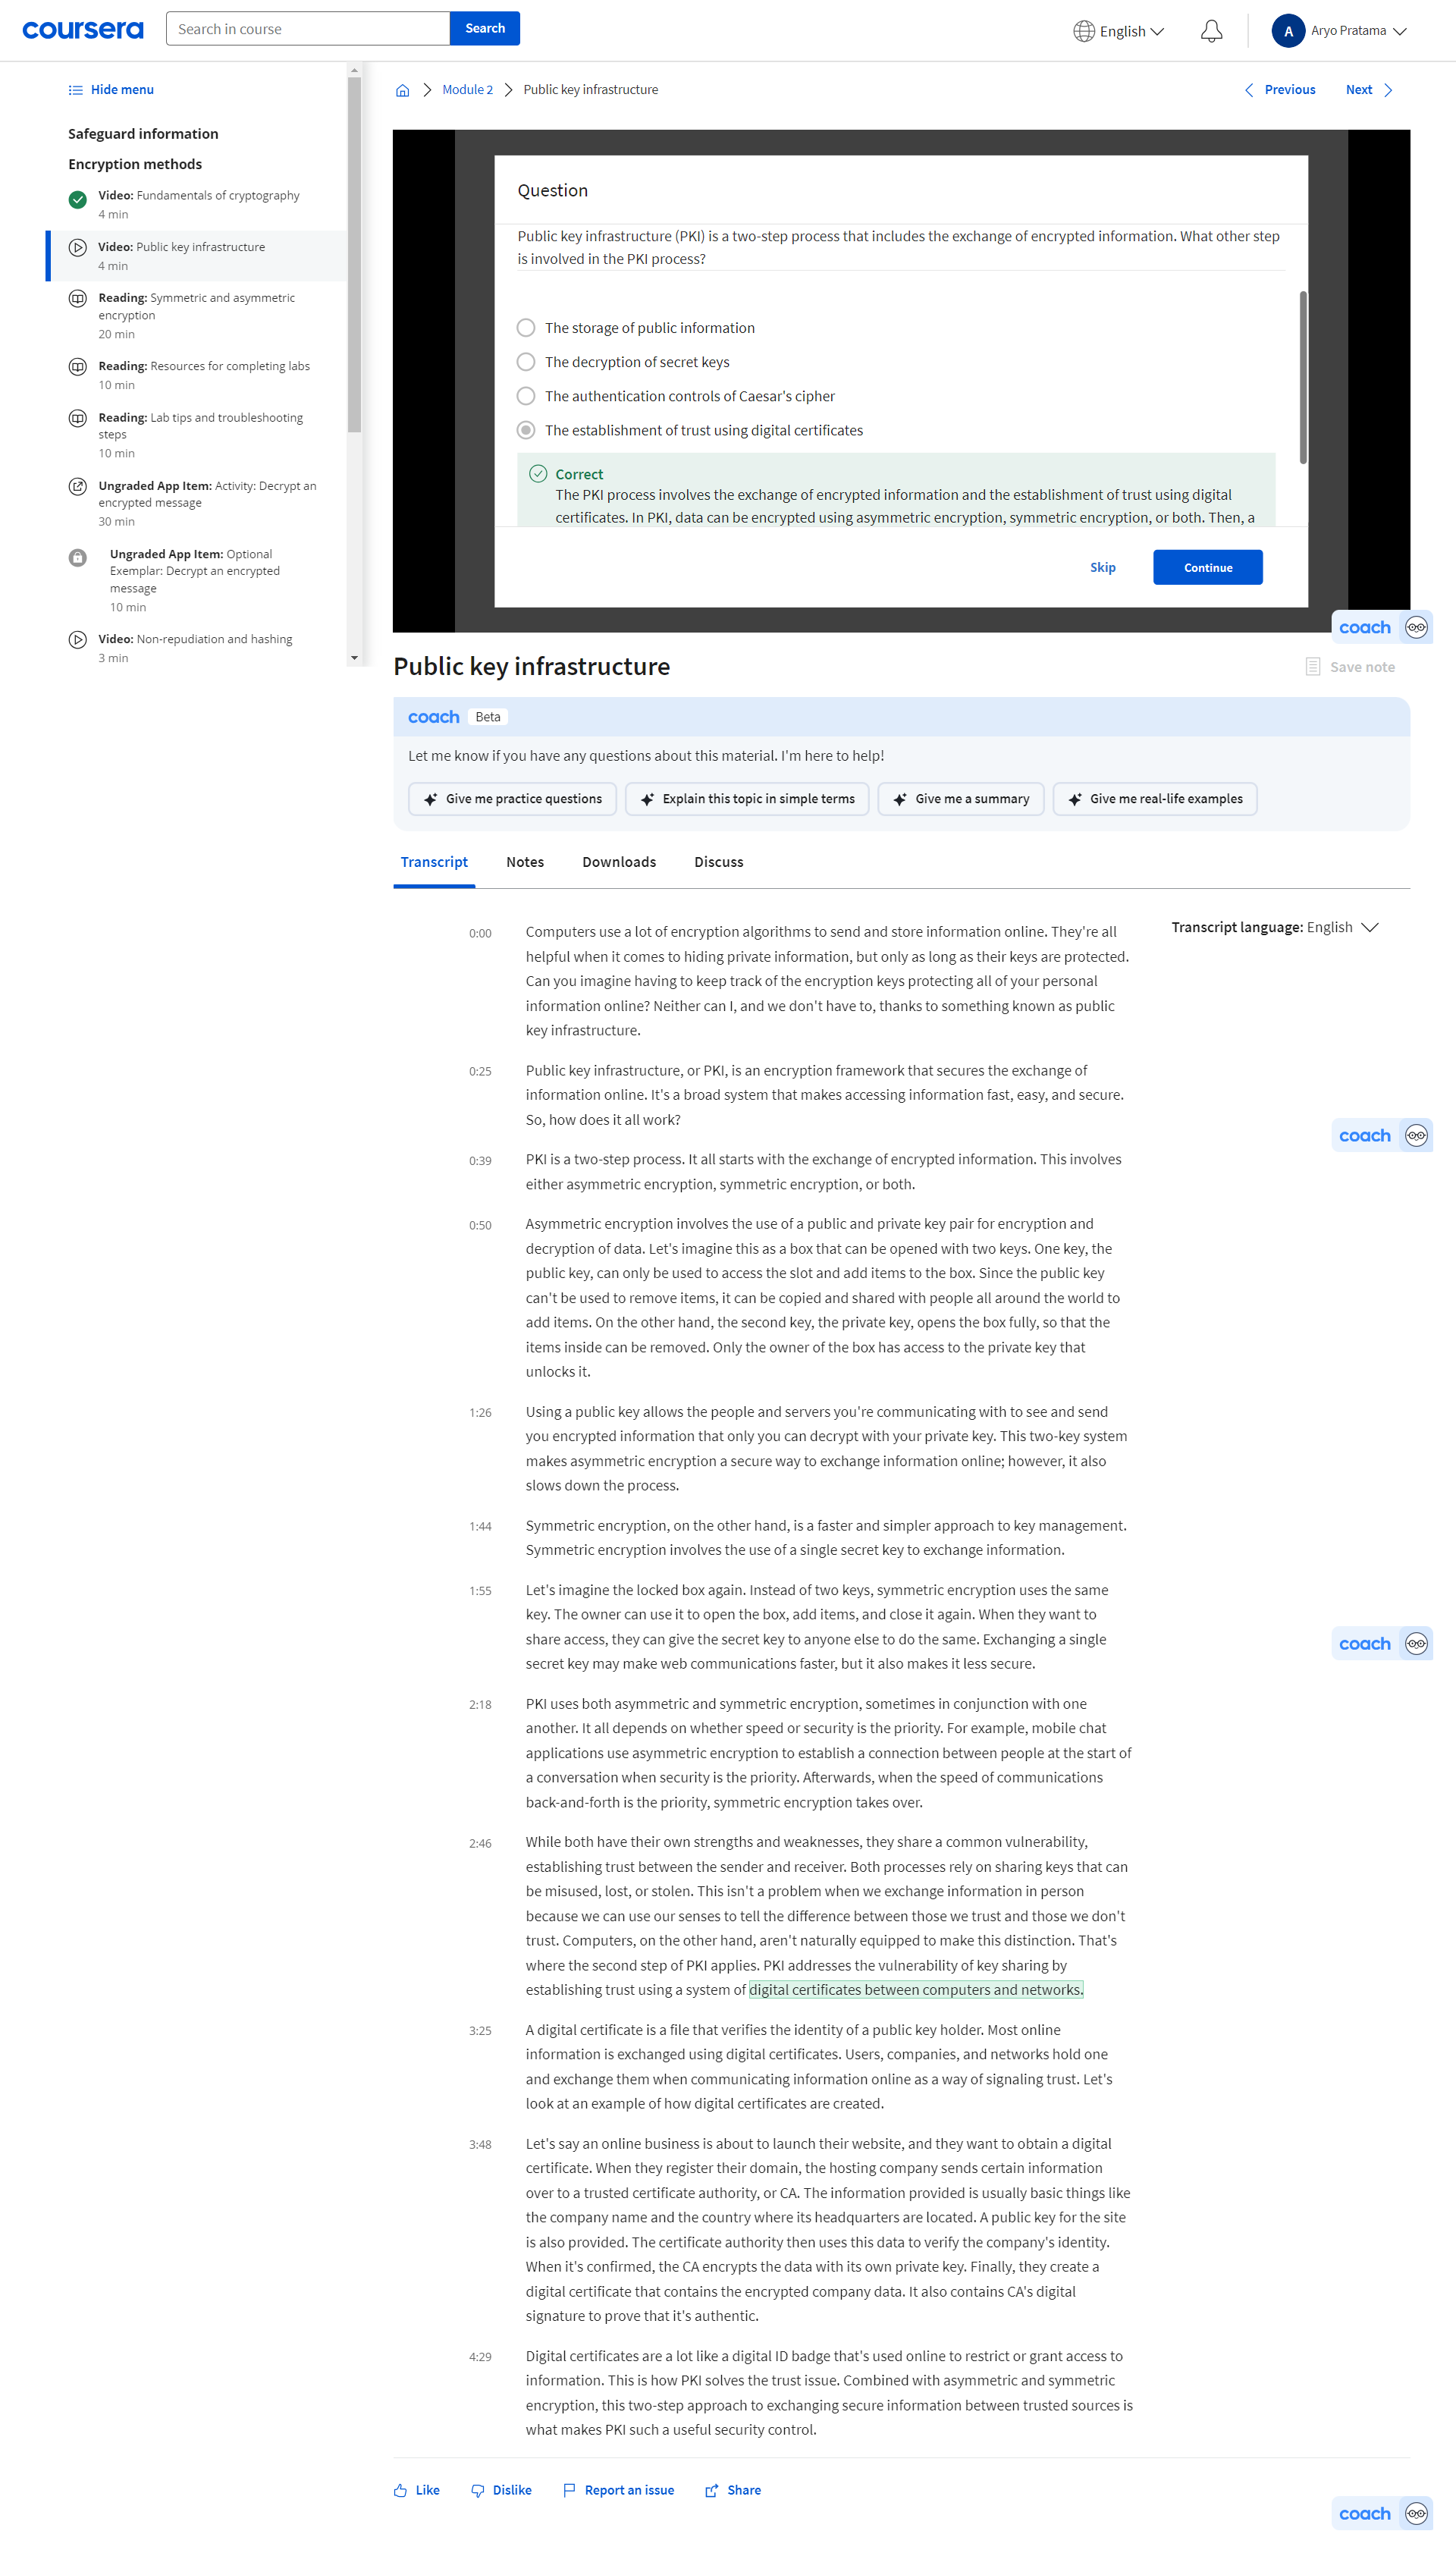 coursera
Search in course
Search
English
A
Aryo Pratama
Hide menu
Safeguard information
Encryption methods
Video: Fundamentals of cryptography
4 min
Video: Public key infrastructure
4 min
Reading: Symmetric and asymmetric
encryption
20 min
Reading: Resources for completing labs
10 min
Reading: Lab tips and troubleshooting
steps
10 min
Ungraded App Item: Activity: Decrypt an
encrypted message
30 min
Ungraded App Item: Optional
Exemplar: Decrypt an encrypted
message
10 min
Video: Non-repudiation and hashing
3 min
Module 2
Public key infrastructure
Previous
Next
Question
Public key infrastructure (PKI) is a two-step process that includes the exchange of encrypted information. What other step
is involved in the PKI process?
The storage of public information
The decryption of secret keys
The authentication controls of Caesar's cipher
The establishment of trust using digital certificates
Correct
The PKI process involves the exchange of encrypted information and the establishment of trust using digital
certificates. In PKI, data can be encrypted using asymmetric encryption, symmetric encryption, or both. Then, a
Skip
Continue
coach
Public key infrastructure
Save note
coach
Beta
Let me know if you have any questions about this material. I'm here to help!
Give me practice questions
Explain this topic in simple terms
Give me a summary
Give me real-life examples
Transcript
Notes
Downloads
Discuss
Transcript language: English
0:00
Computers use a lot of encryption algorithms to send and store information online. They're all
helpful when it comes to hiding private information, but only as long as their keys are protected.
Can you imagine having to keep track of the encryption keys protecting all of your personal
information online? Neither can I, and we don't have to, thanks to something known as public
key infrastructure.
0:25
Public key infrastructure, or PKI, is an encryption framework that secures the exchange of
information online. It's a broad system that makes accessing information fast, easy, and secure.
So, how does it all work?
coach
0:39
PKI is a two-step process. It all starts with the exchange of encrypted information. This involves
either asymmetric encryption, symmetric encryption, or both.
0:50
Asymmetric encryption involves the use of a public and private key pair for encryption and
decryption of data. Let's imagine this as a box that can be opened with two keys. One key, the
public key, can only be used to access the slot and add items to the box. Since the public key
can't be used to remove items, it can be copied and shared with people all around the world to
add items. On the other hand, the second key, the private key, opens the box fully, so that the
items inside can be removed. Only the owner of the box has access to the private key that
unlocks it.
1:26
Using a public key allows the people and servers you're communicating with to see and send
you encrypted information that only you can decrypt with your private key. This two-key system
makes asymmetric encryption a secure way to exchange information online; however, it also
slows down the process.
1:44
Symmetric encryption, on the other hand, is a faster and simpler approach to key management.
Symmetric encryption involves the use of a single secret key to exchange information.
1:55
Let's imagine the locked box again. Instead of two keys, symmetric encryption uses the same
key. The owner can use it to open the box, add items, and close it again. When they want to
share access, they can give the secret key to anyone else to do the same. Exchanging a single
secret key may make web communications faster, but it also makes it less secure.
coach
2:18
PKI uses both asymmetric and symmetric encryption, sometimes in conjunction with one
another. It all depends on whether speed or security is the priority. For example, mobile chat
applications use asymmetric encryption to establish a connection between people at the start of
a conversation when security is the priority. Afterwards, when the speed of communications
back-and-forth is the priority, symmetric encryption takes over.
2:46
While both have their own strengths and weaknesses, they share a common vulnerability,
establishing trust between the sender and receiver. Both processes rely on sharing keys that can
be misused, lost, or stolen. This isn't a problem when we exchange information in person
because we can use our senses to tell the difference between those we trust and those we don't
trust. Computers, on the other hand, aren't naturally equipped to make this distinction. That's
where the second step of PKI applies. PKI addresses the vulnerability of key sharing by
establishing trust using a system of digital certificates between computers and networks.
3:25
A digital certificate is a file that verifies the identity of a public key holder. Most online
information is exchanged using digital certificates. Users, companies, and networks hold one
and exchange them when communicating information online as a way of signaling trust. Let's
look at an example of how digital certificates are created.
3:48
Let's say an online business is about to launch their website, and they want to obtain a digital
certificate. When they register their domain, the hosting company sends certain information
over to a trusted certificate authority, or CA. The information provided is usually basic things like
the company name and the country where its headquarters are located. A public key for the site
is also provided. The certificate authority then uses this data to verify the company's identity.
When it's confirmed, the CA encrypts the data with its own private key. Finally, they create a
digital certificate that contains the encrypted company data. It also contains CA's digital
signature to prove that it's authentic.
4:29
Digital certificates are a lot like a digital ID badge that's used online to restrict or grant access to
information. This is how PKI solves the trust issue. Combined with asymmetric and symmetric
encryption, this two-step approach to exchanging secure information between trusted sources is
what makes PKI such a useful security control.
Like
Dislike
Report an issue
Share
coach